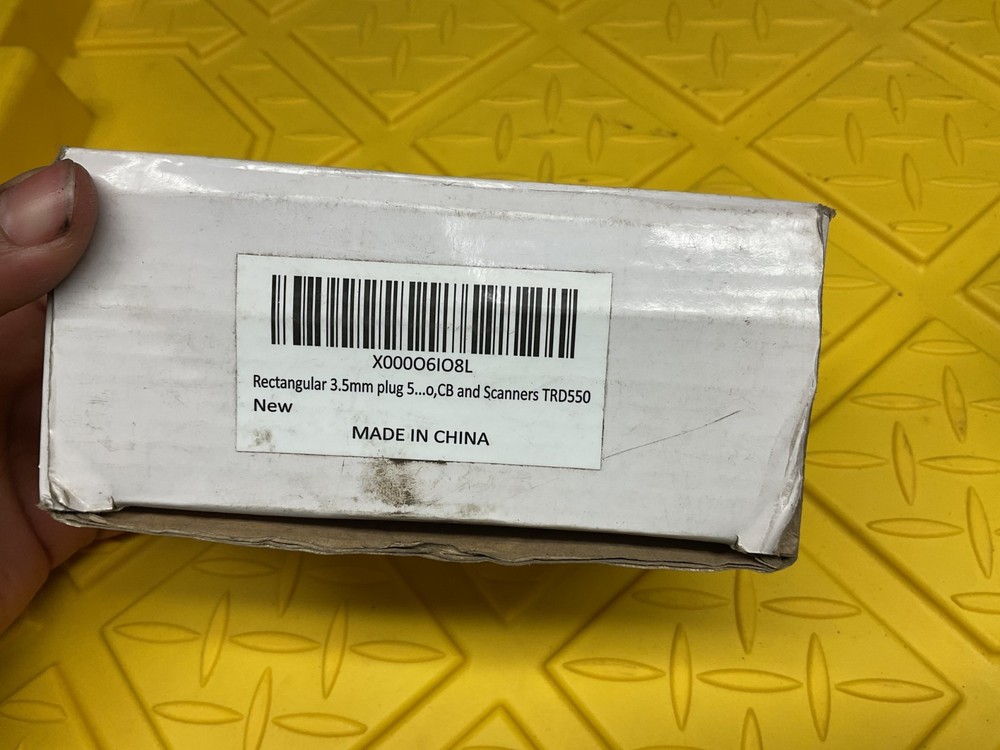 X000O6IO8L
Rectangular 3.5mm plug 5...o,CB and Scanners TRD550
New
MADE IN CHINA